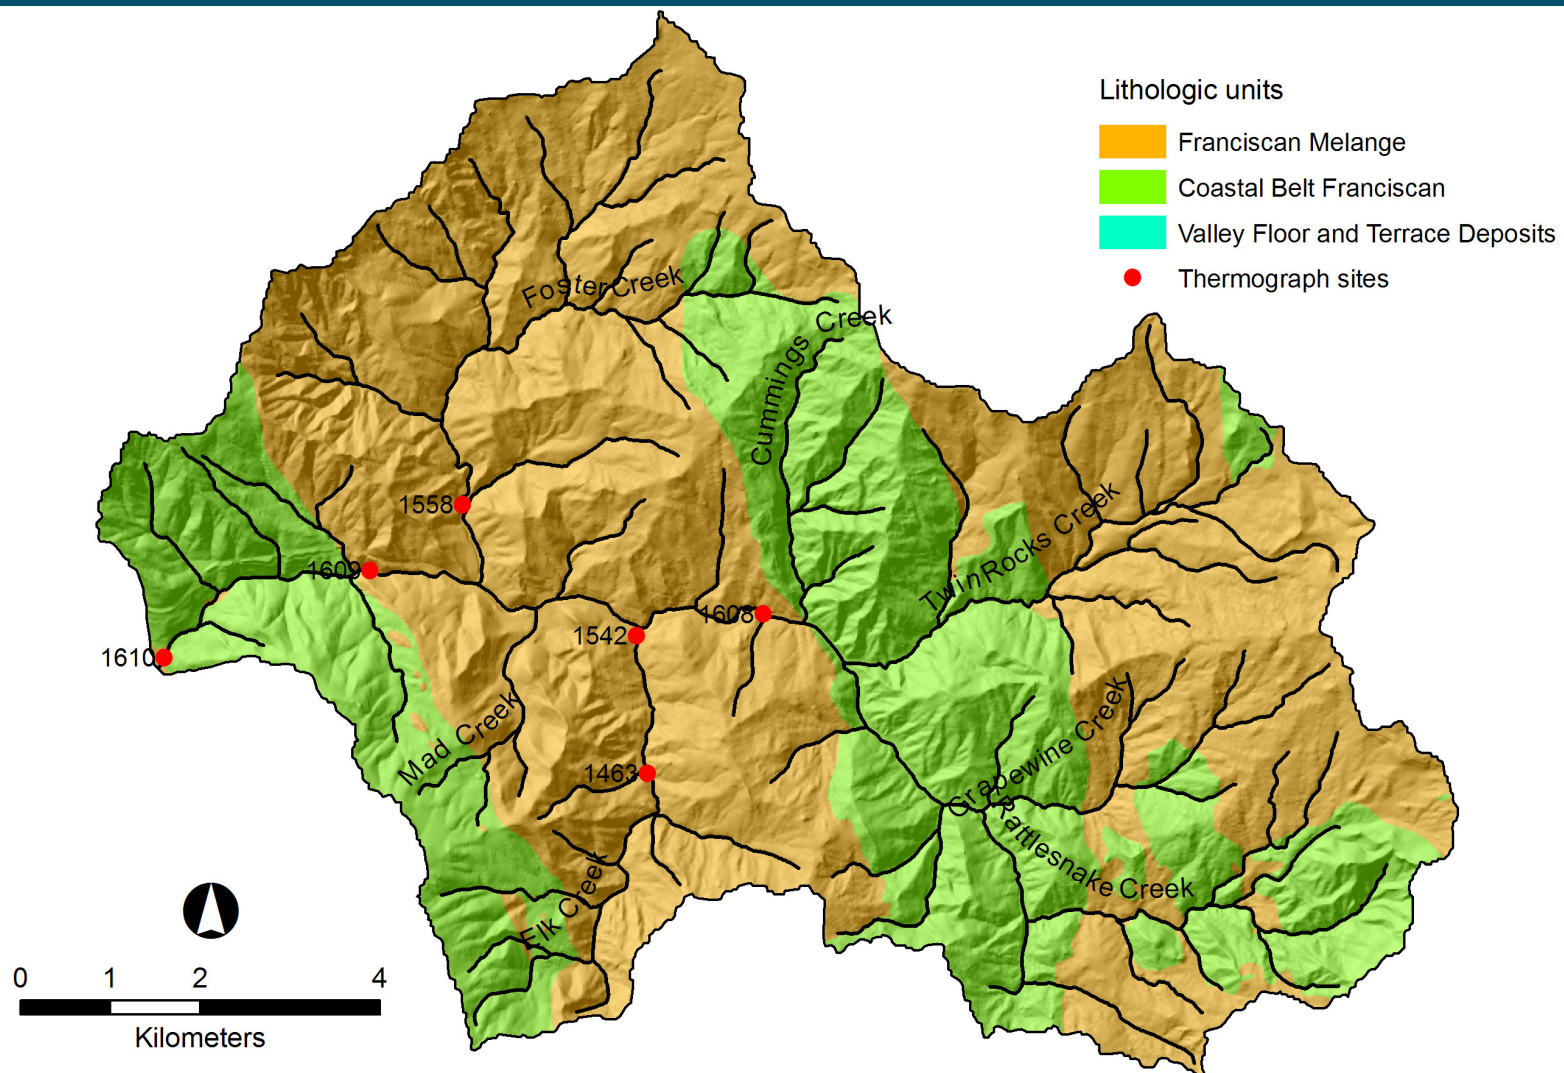 Lithologic units
Franciscan Melange
Coastal Belt Franciscan
Valley Floor and Terrace Deposits
Thermograph sites
Foster Creek
Cummings Creek
Twin Rocks Creek
1558
1609
1608
1542
1610
1463
Mad Creek
Grapewine Creek
Rattlesnake Creek
Elk Creek
0 1 2 4
Kilometers